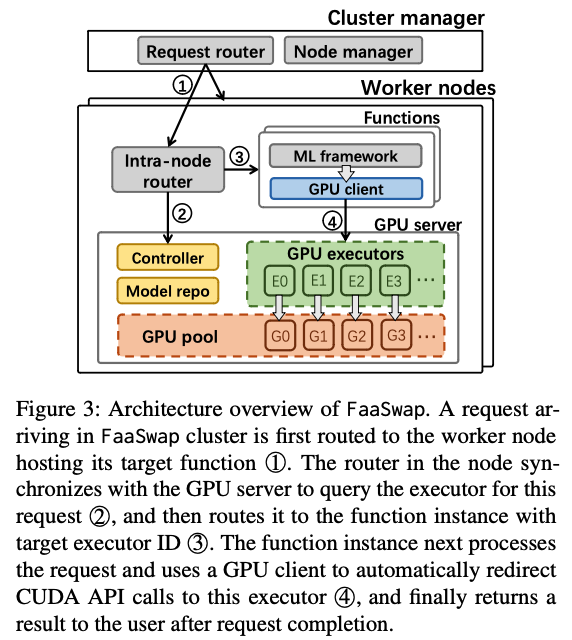 Cluster manager
Request router
Node manager
①
Worker nodes
Functions
Intra-node
router
③
ML framework
GPU client
②
④
GPU server
Controller
Model repo
GPU executors
E0 E1 E2 E3 ···
GPU pool
G0 G1 G2 G3 ···
Figure 3: Architecture overview of FaaSwap. A request ar-
riving in FaaSwap cluster is first routed to the worker node
hosting its target function ①. The router in the node syn-
chronizes with the GPU server to query the executor for this
request ②, and then routes it to the function instance with
target executor ID ③. The function instance next processes
the request and uses a GPU client to automatically redirect
CUDA API calls to this executor ④, and finally returns a
result to the user after request completion.